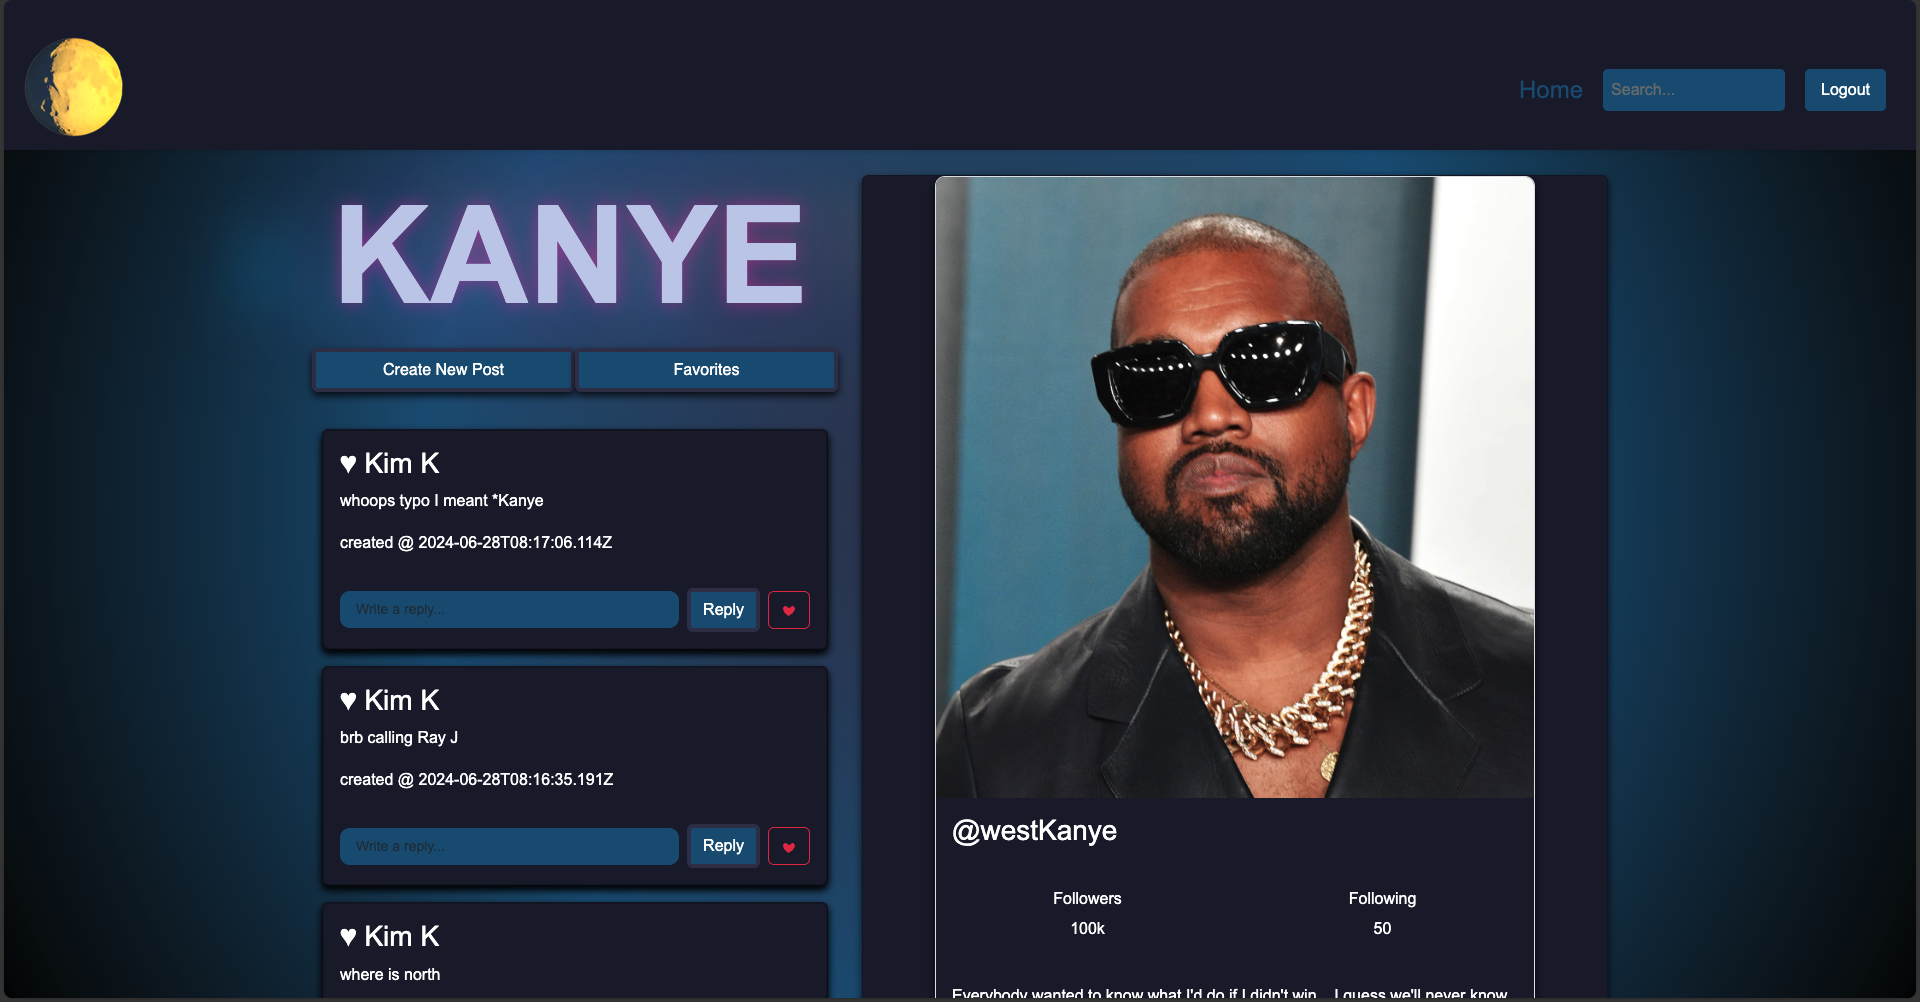 Home
Search...
Logout
KANYE
Create New Post
Favorites
♥ Kim K
whoops typo I meant *Kanye
created @ 2024-06-28T08:17:06.114Z
Write a reply...
Reply
♥ Kim K
brb calling Ray J
created @ 2024-06-28T08:16:35.191Z
Write a reply...
Reply
♥ Kim K
where is north
@westKanye
Followers
Following
100k
50
Everybody wanted to know what I'd do if I didn't win... I guess we'll never know